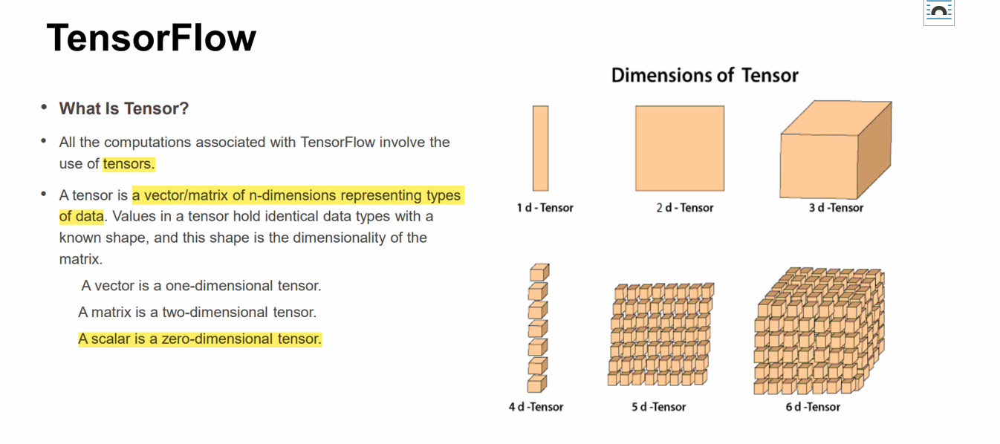 TensorFlow
• What Is Tensor?
• All the computations associated with TensorFlow involve the
use of tensors.
• A tensor is a vector/matrix of n-dimensions representing types
of data. Values in a tensor hold identical data types with a
known shape, and this shape is the dimensionality of the
matrix.
A vector is a one-dimensional tensor.
A matrix is a two-dimensional tensor.
A scalar is a zero-dimensional tensor.
Dimensions of Tensor
1 d - Tensor
2 d - Tensor
3 d -Tensor
4 d -Tensor
5 d -Tensor
6 d -Tensor